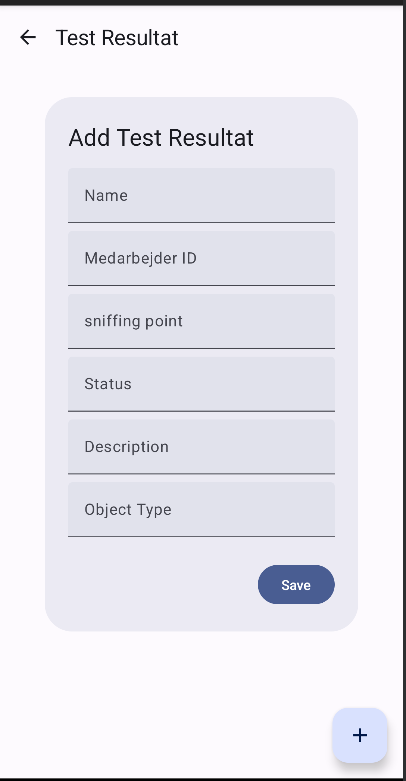 Test Resultat
Add Test Resultat
Name
Medarbejder ID
sniffing point
Status
Description
Object Type
Save